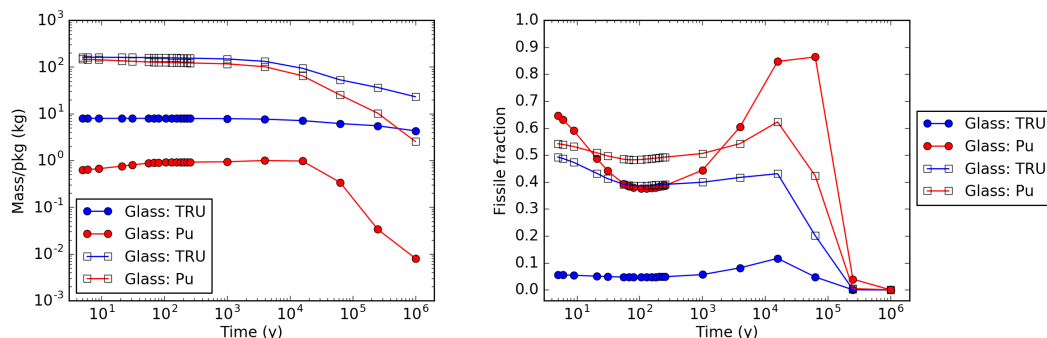 Mass/pkg (kg)
10^3
10^2
10^1
10^0
10^-1
10^-2
10^-3
10^1 10^2 10^3 10^4 10^5 10^6
Time (y)
Glass: TRU
Glass: Pu
Glass: TRU
Glass: Pu
Fissile fraction
1.0
0.9
0.8
0.7
0.6
0.5
0.4
0.3
0.2
0.1
0.0
10^1 10^2 10^3 10^4 10^5 10^6
Time (y)
Glass: TRU
Glass: Pu
Glass: TRU
Glass: Pu